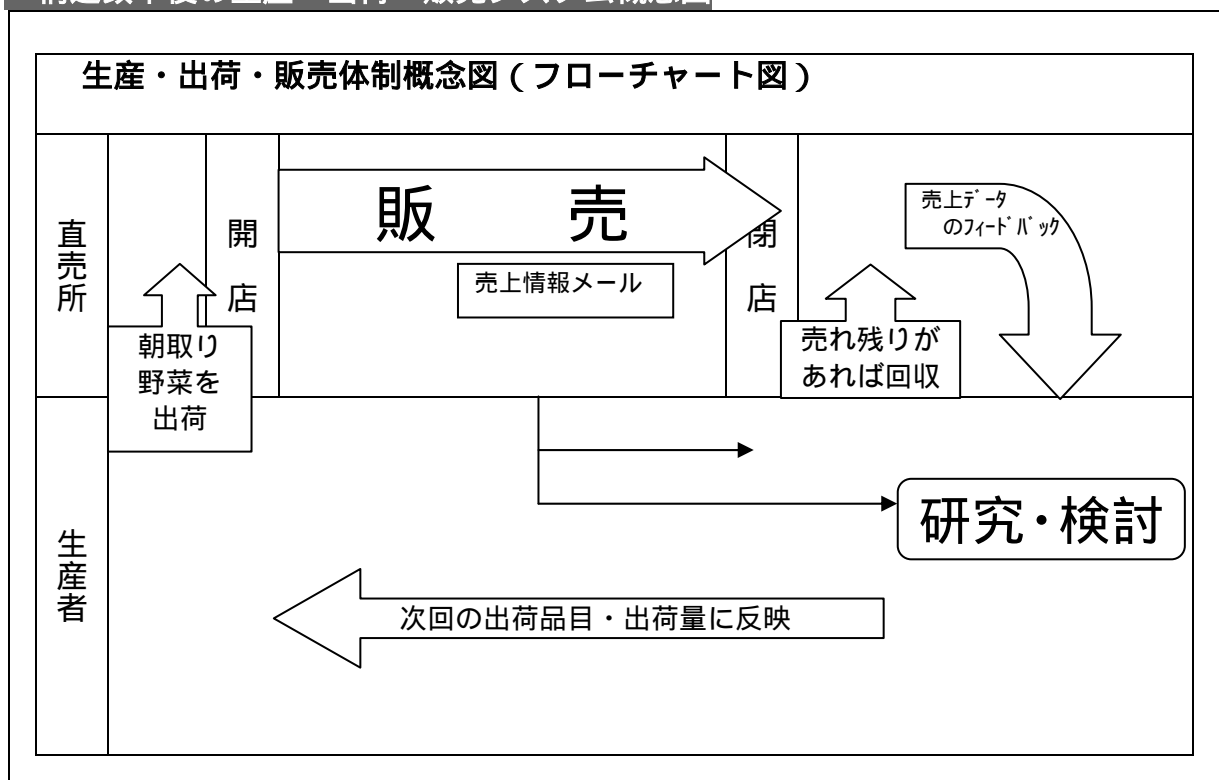 生産・出荷・販売体制概念図(フローチャート図)
直売所
開店
販売
閉店
売上ﾃﾞｰﾀ
のﾌｨｰﾄﾞﾊﾞｯｸ
売上情報メール
朝取り
野菜を
出荷
売れ残りが
あれば回収
生産者
研究・検討
次回の出荷品目・出荷量に反映